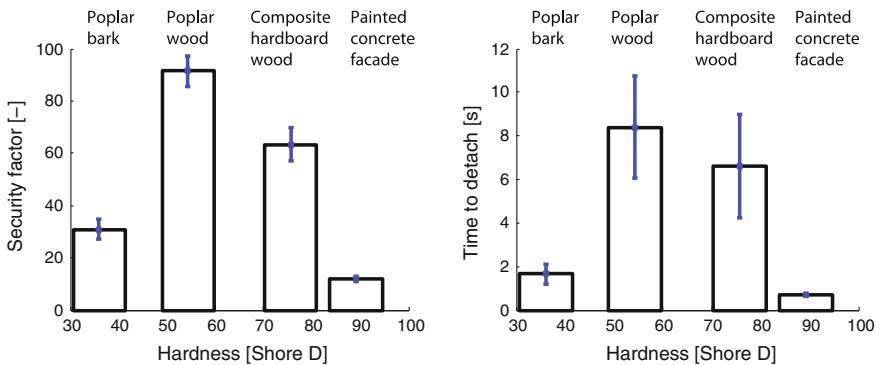 Poplar bark
Poplar wood
Composite hardboard wood
Painted concrete facade
100
80
60
40
20
0
Security factor [–]
30 40 50 60 70 80 90 100
Hardness [Shore D]
Poplar bark
Poplar wood
Composite hardboard wood
Painted concrete facade
12
10
8
6
4
2
0
Time to detach [s]
30 40 50 60 70 80 90 100
Hardness [Shore D]